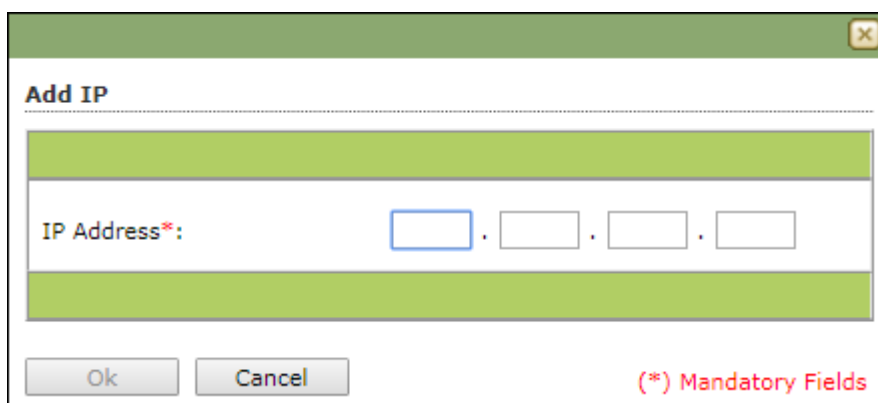 Add IP
IP Address*: . . .
Ok Cancel (*) Mandatory Fields